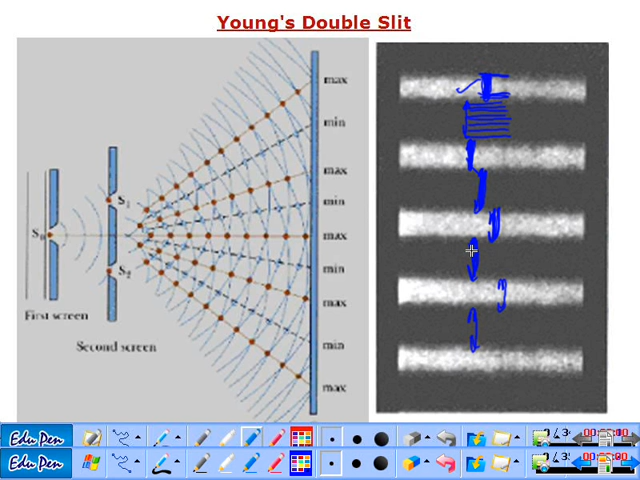 Young's Double Slit
max
min
max
min
max
min
max
min
max
S₀
S₁
S₂
First screen
Second screen
Edu Pen
Edu Pen